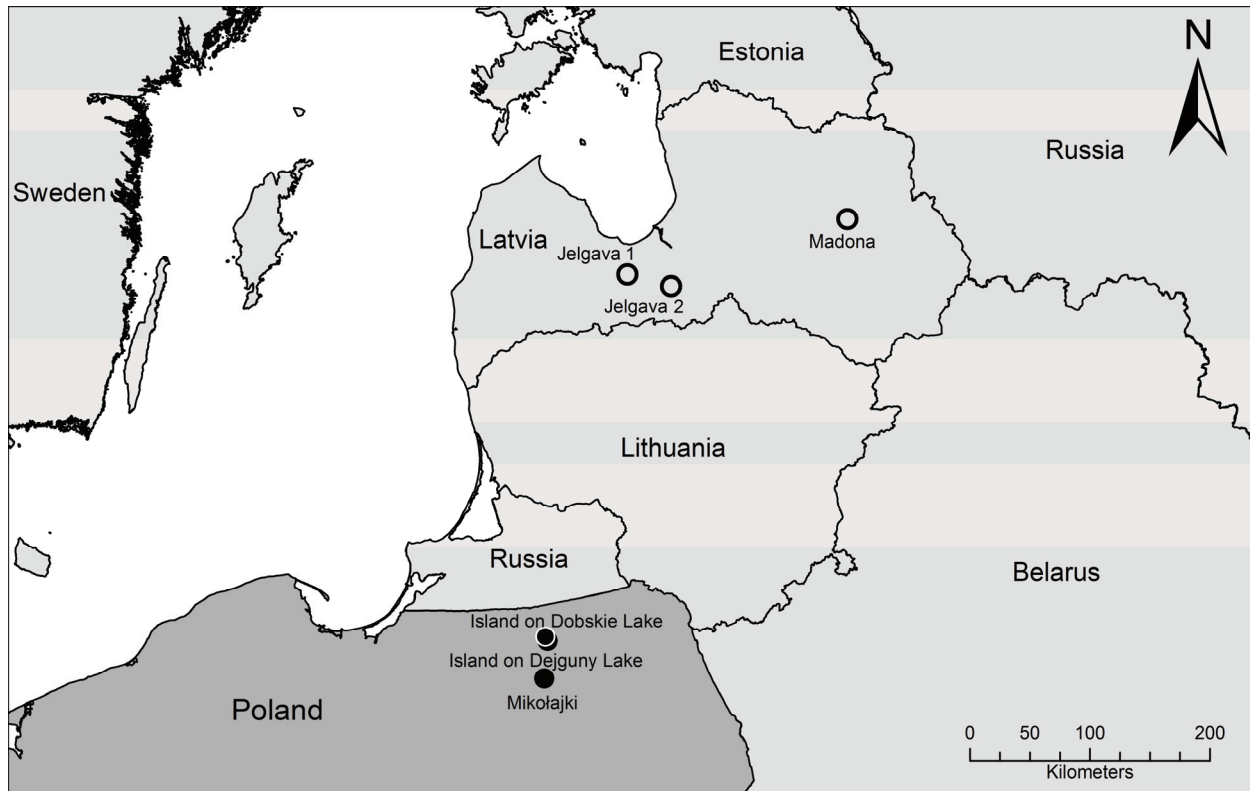 Estonia
N
Russia
Sweden
Latvia
Madona
Jelgava 1
Jelgava 2
Lithuania
Russia
Belarus
Island on Dobskie Lake
Island on Dejguny Lake
Mikołajki
Poland
0 50 100 200
Kilometers